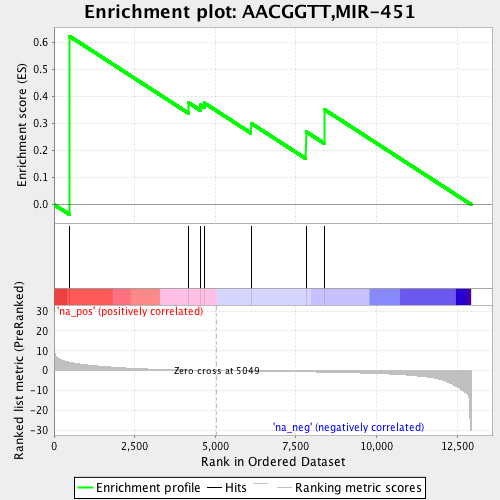 Enrichment plot: AACGGTT,MIR-451
Enrichment score (ES)
0.6
0.5
0.4
0.3
0.2
0.1
0.0
'na_pos' (positively correlated)
Ranked list metric (PreRanked)
30
20
10
0
-10
-20
-30
Zero cross at 5049
'na_neg' (negatively correlated)
0
2,500
5,000
7,500
10,000
12,500
Rank in Ordered Dataset
Enrichment profile
Hits
Ranking metric scores